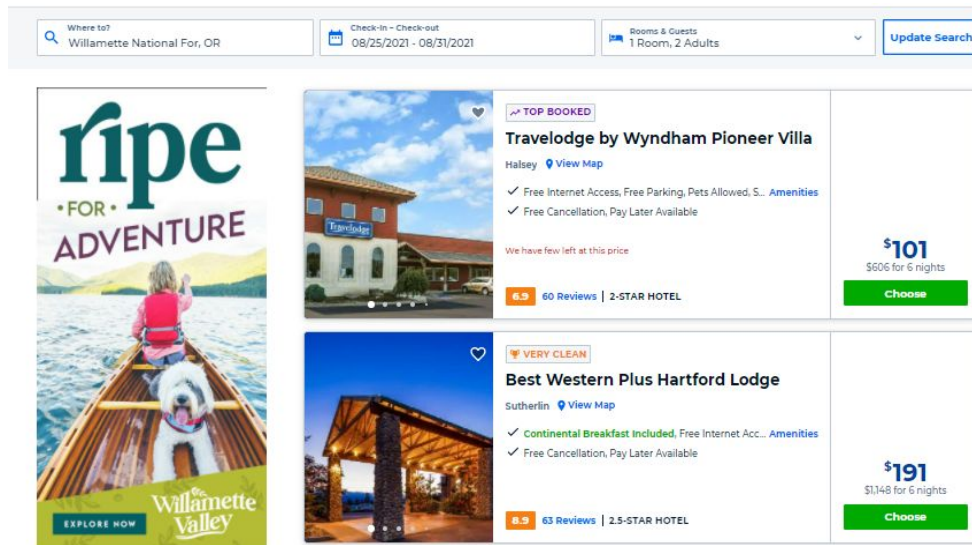 Where to?
Willamette National For, OR
Check-in – Check-out
08/25/2021 - 08/31/2021
Rooms & Guests
1 Room, 2 Adults
Update Search
ripe
• FOR •
ADVENTURE
Willamette
Valley
EXPLORE NOW
TOP BOOKED
Travelodge by Wyndham Pioneer Villa
Halsey View Map
Free Internet Access, Free Parking, Pets Allowed, S... Amenities
Free Cancellation, Pay Later Available
We have few left at this price
6.9 60 Reviews | 2-STAR HOTEL
$101
$606 for 6 nights
Choose
Travelodge
VERY CLEAN
Best Western Plus Hartford Lodge
Sutherlin View Map
Continental Breakfast Included, Free Internet Acc... Amenities
Free Cancellation, Pay Later Available
8.9 63 Reviews | 2.5-STAR HOTEL
$191
$1,148 for 6 nights
Choose